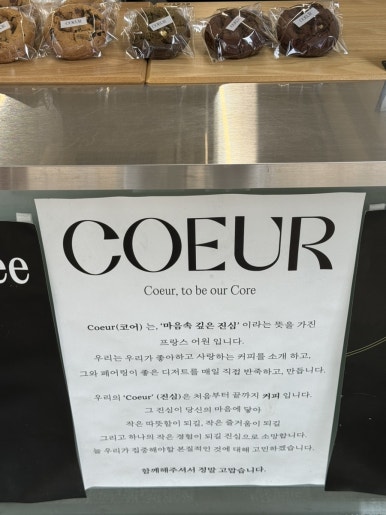 COEUR
ee
COEUR
Coeur, to be our Core
Coeur(코어) 는, '마음속 깊은 진심' 이라는 뜻을 가진
프랑스 어원 입니다.
우리는 우리가 좋아하고 사랑하는 커피를 소개 하고,
그와 페어링이 좋은 디저트를 매일 직접 반죽하고, 만듭니다.
우리의 'Coeur' (진심)은 처음부터 끝까지 커피 입니다.
그 진심이 당신의 마음에 닿아
작은 따뜻함이 되길, 작은 즐거움이 되길
그리고 하나의 작은 경험이 되길 진심으로 소망합니다.
늘 우리가 집중해야할 본질적인 것에 대해 고민하겠습니다.
함께해주셔서 정말 고맙습니다.